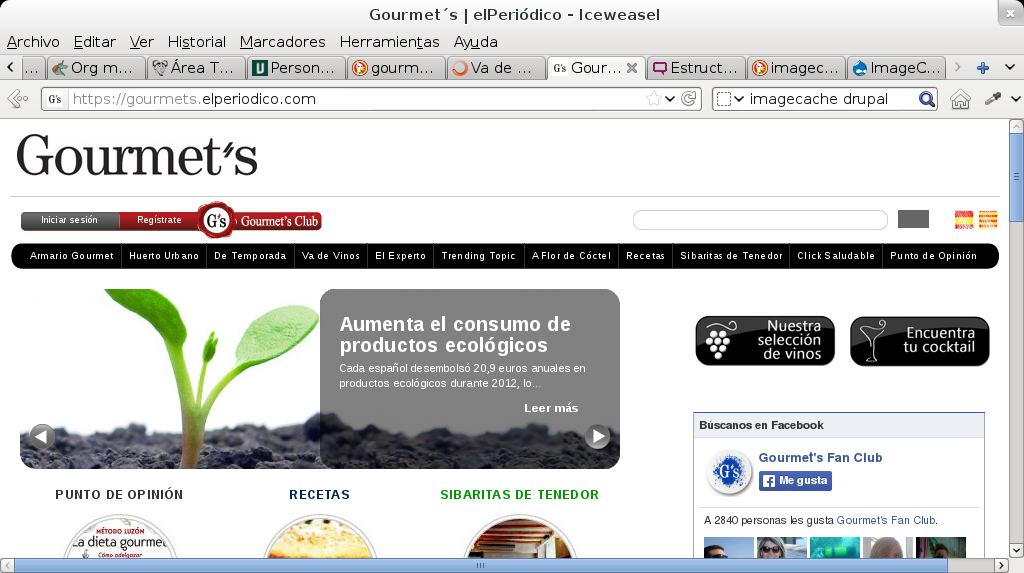 Gourmet´s | elPeriódico - Iceweasel
Archivo Editar Ver Historial Marcadores Herramientas Ayuda
... Org m... Área T... Person... gourm... Va de ... Gour... Estruct... imagec... ImageC...
G's https://gourmets.elperiodico.com imagecache drupal
Gourmet's
Iniciar sesión Regístrate G's Gourmet's Club
Armario Gourmet Huerto Urbano De Temporada Va de Vinos El Experto Trending Topic A Flor de Cóctel Recetas Sibaritas de Tenedor Click Saludable Punto de Opinión
Aumenta el consumo de
productos ecológicos
Cada español desembolsó 20,9 euros anuales en
productos ecológicos durante 2012, lo...
Leer más
Nuestra
selección
de vinos
Encuentra
tu cocktail
Búscanos en Facebook
G's
Gourmet's Fan Club
Me gusta
A 2840 personas les gusta Gourmet's Fan Club.
PUNTO DE OPINIÓN RECETAS SIBARITAS DE TENEDOR
MÉTODO LUZÓN
La dieta gourmet
Cómo adelgazar